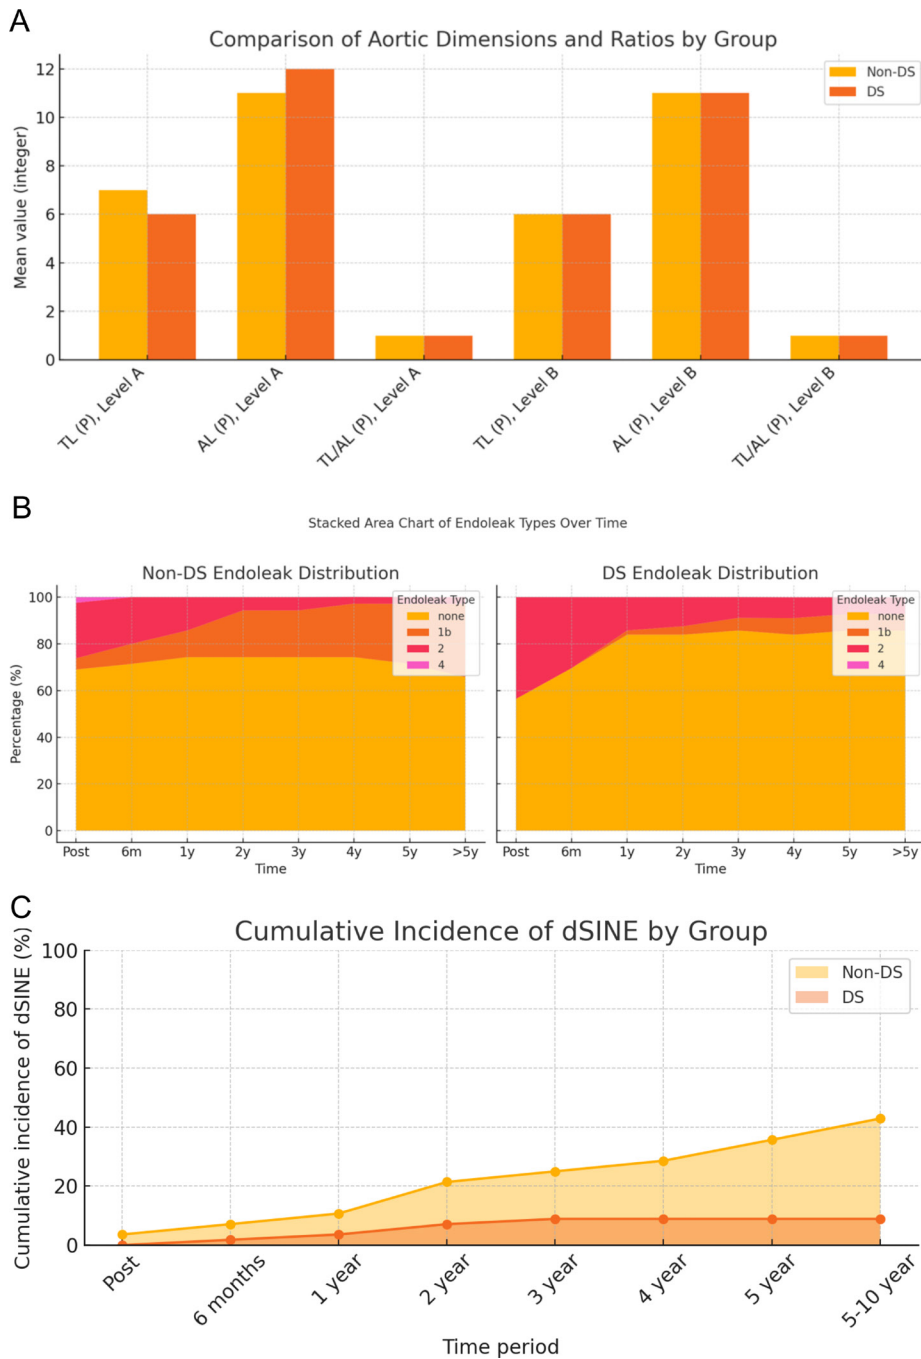 A
Comparison of Aortic Dimensions and Ratios by Group
Mean value (integer)
12
10
8
6
4
2
0
Non-DS
DS
TL (P), Level A
AL (P), Level A
TL/AL (P), Level A
TL (P), Level B
AL (P), Level B
TL/AL (P), Level B
B
Stacked Area Chart of Endoleak Types Over Time
Non-DS Endoleak Distribution
Percentage (%)
100
80
60
40
20
0
Endoleak Type
none
1b
2
4
Post 6m 1y 2y 3y 4y 5y >5y
Time
DS Endoleak Distribution
Endoleak Type
none
1b
2
4
Post 6m 1y 2y 3y 4y 5y >5y
Time
C
Cumulative Incidence of dSINE by Group
Cumulative incidence of dSINE (%)
100
80
60
40
20
0
Non-DS
DS
Post
6 months
1 year
2 year
3 year
4 year
5 year
5-10 year
Time period